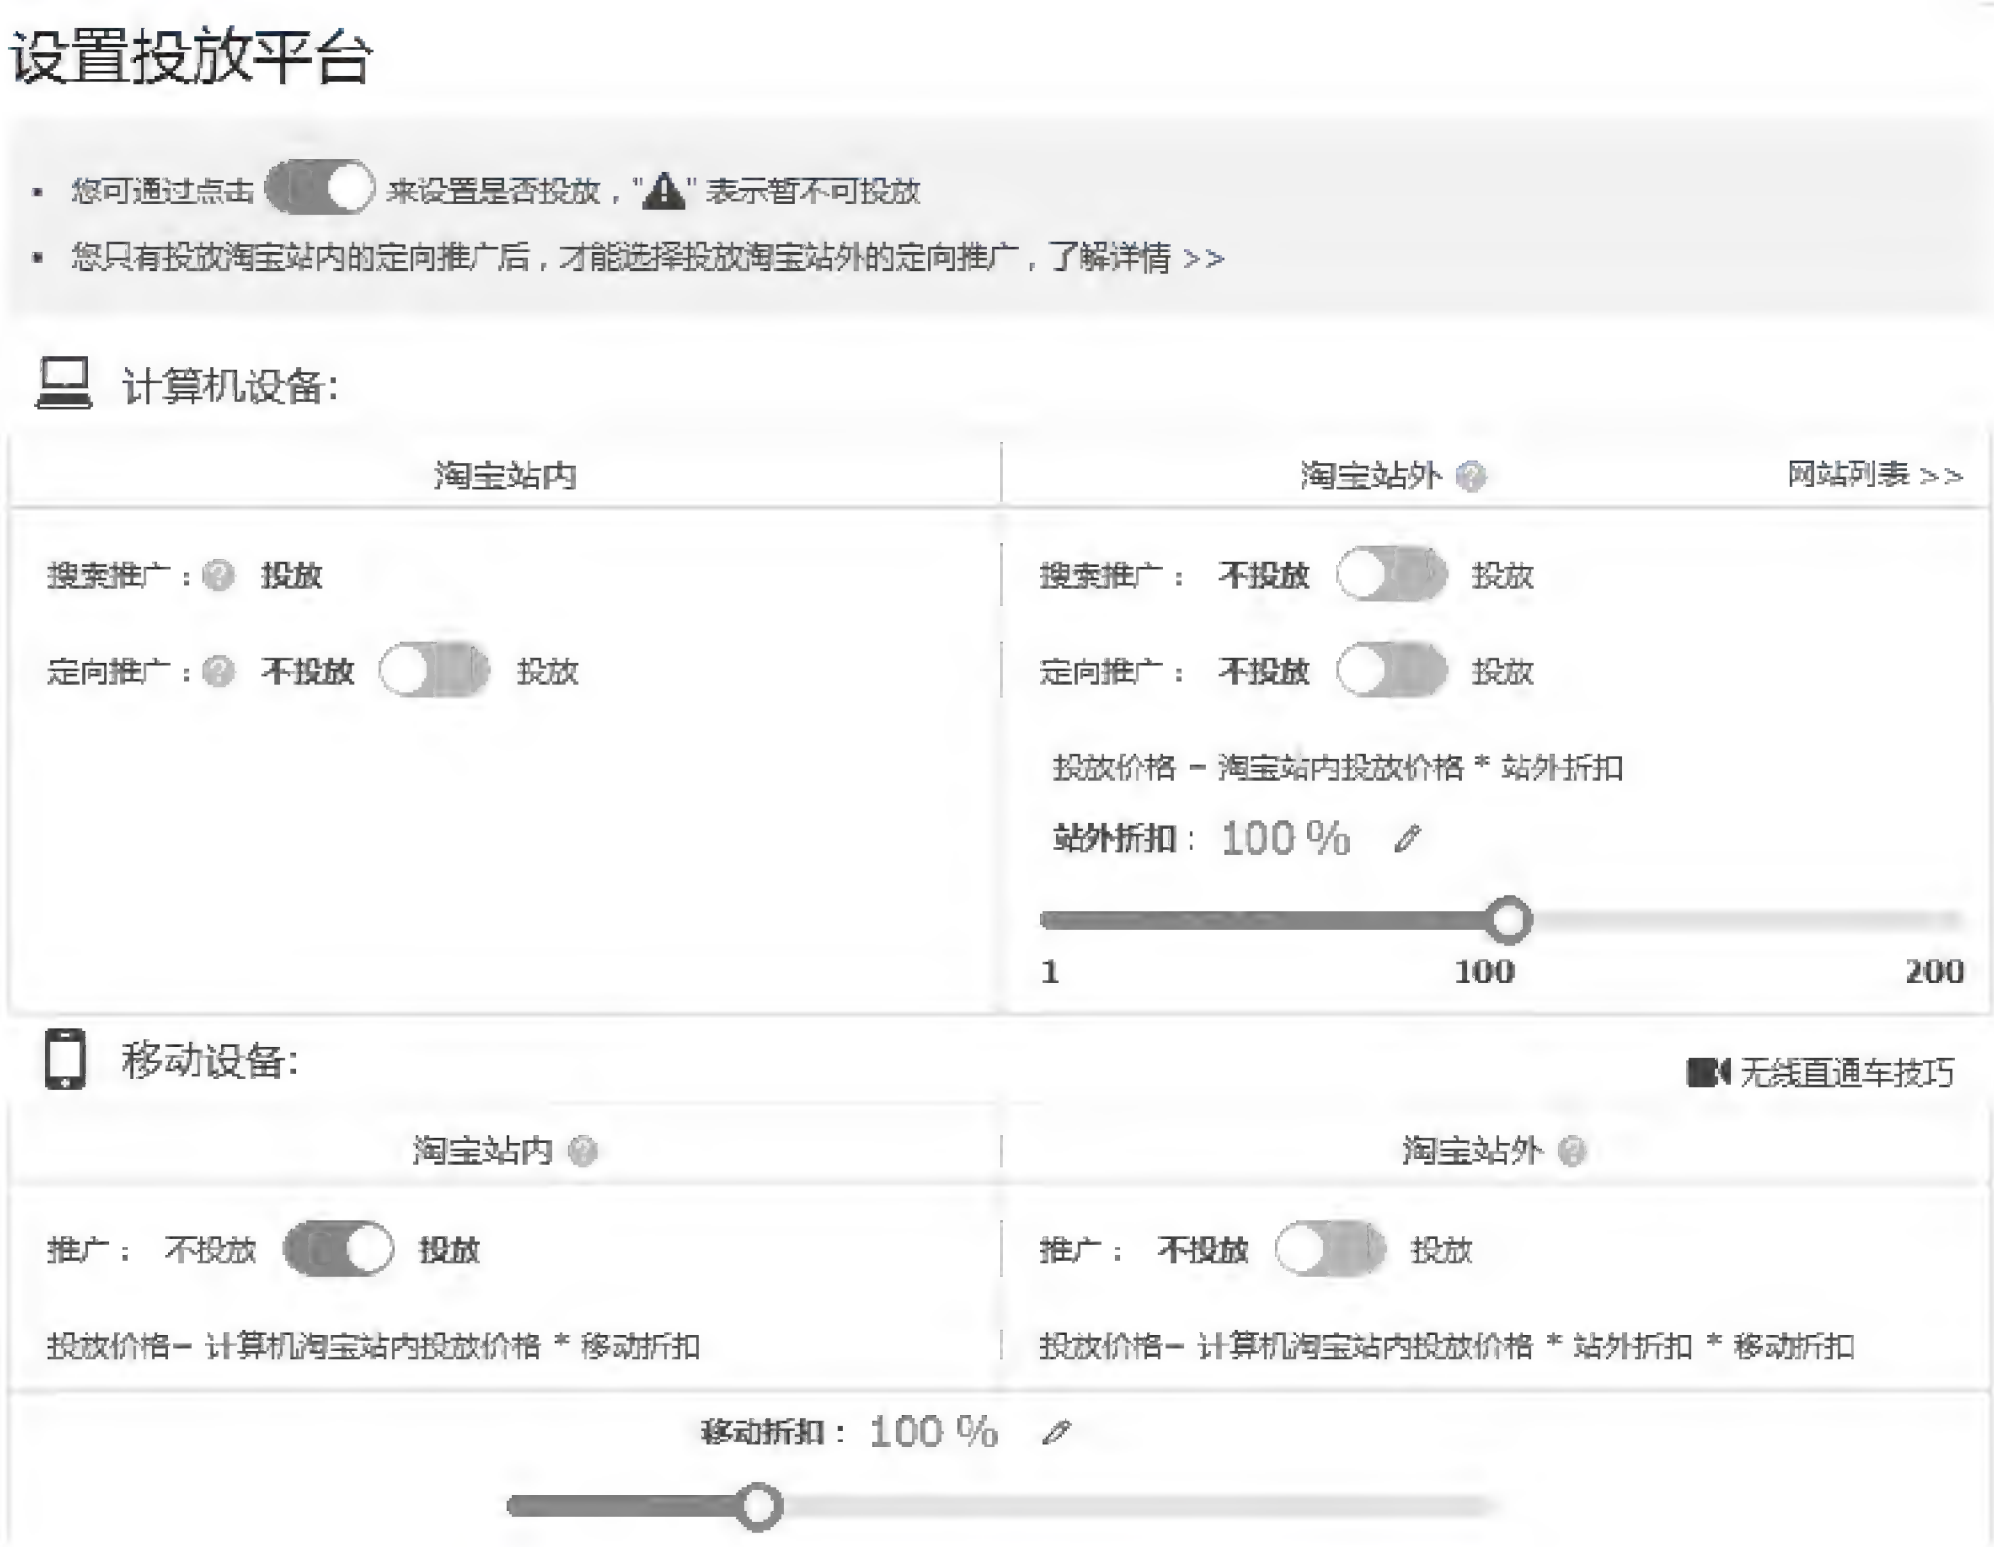 设置投放平台
您可通过点击 来设置是否投放，"⚠" 表示暂不可投放
您只有投放淘宝站内的定向推广后，才能选择投放淘宝站外的定向推广，了解详情 >>
计算机设备:
淘宝站内 淘宝站外 网站列表 >>
搜索推广： 投放 搜索推广： 不投放 投放
定向推广： 不投放 投放 定向推广： 不投放 投放
投放价格 = 淘宝站内投放价格 * 站外折扣
站外折扣： 100 %
1 100 200
移动设备: 无线直通车技巧
淘宝站内 淘宝站外
推广： 不投放 投放 推广： 不投放 投放
投放价格= 计算机淘宝站内投放价格 * 移动折扣 投放价格= 计算机淘宝站内投放价格 * 站外折扣 * 移动折扣
移动折扣： 100 %